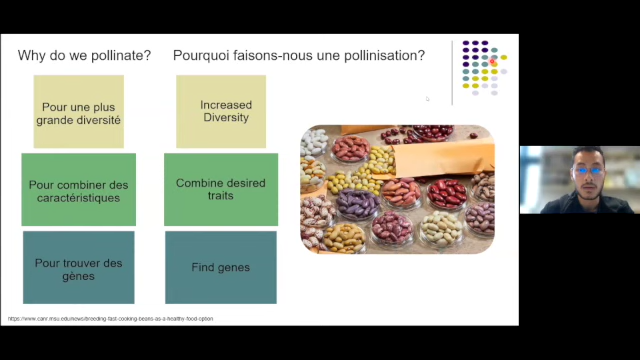 Why do we pollinate?
Pourquoi faisons-nous une pollinisation?
Pour une plus
grande diversité
Increased
Diversity
Pour combiner des
caractéristiques
Combine desired
traits
Pour trouver des
gènes
Find genes
https://www.canr.msu.edu/news/breeding-fast-cooking-beans-as-a-healthy-food-option